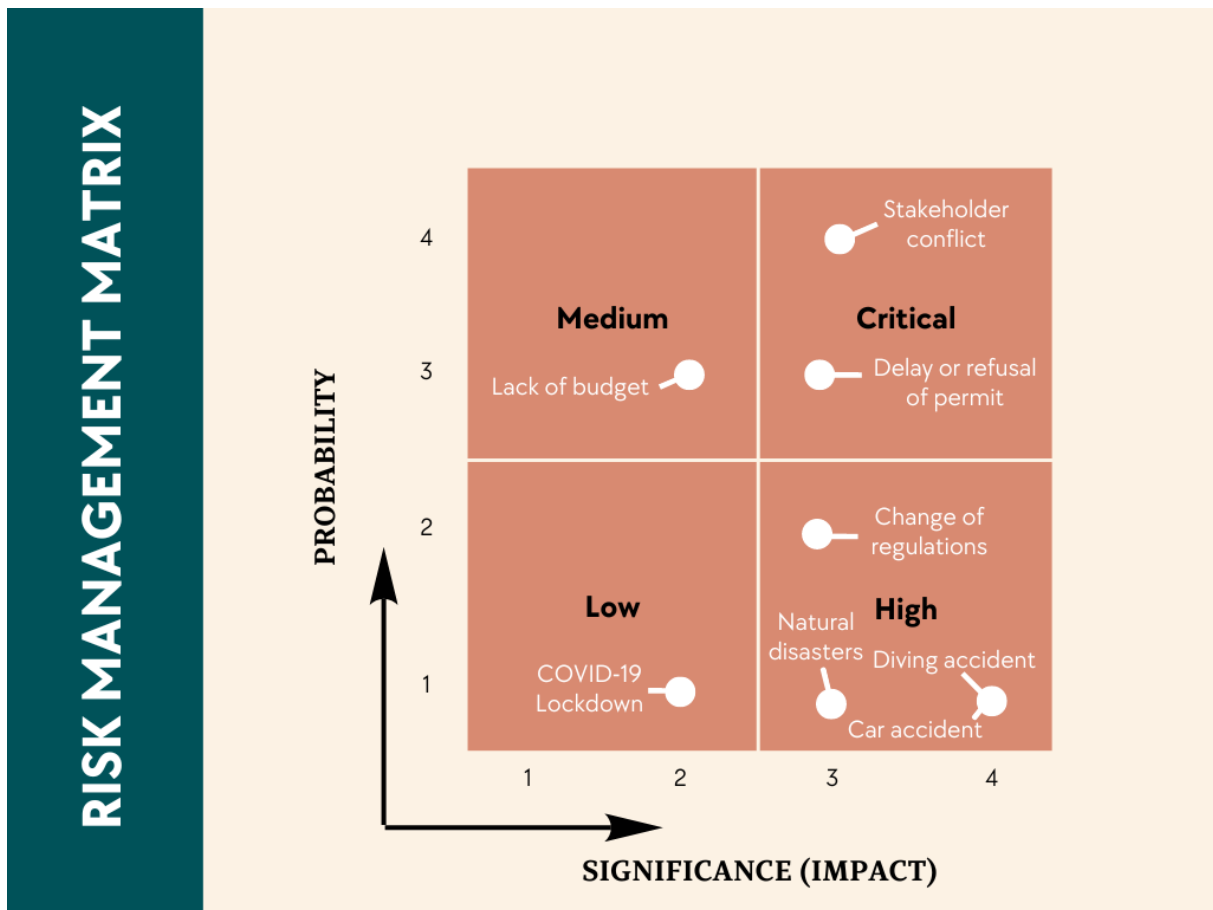 RISK MANAGEMENT MATRIX
PROBABILITY
4
3
2
1
Stakeholder
conflict
Medium
Critical
Lack of budget
Delay or refusal
of permit
Change of
regulations
Low
High
Natural
disasters
Diving accident
COVID-19
Lockdown
Car accident
1
2
3
4
SIGNIFICANCE (IMPACT)